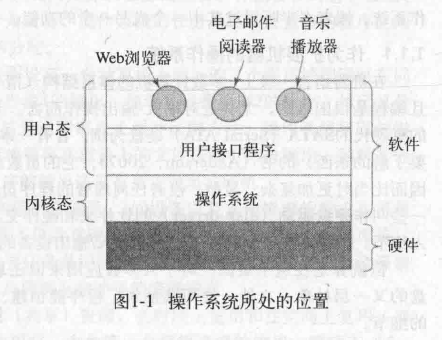 电子邮件 音乐
Web浏览器 阅读器 播放器
用户态 用户接口程序 软件
内核态 操作系统
硬件
图1-1 操作系统所处的位置